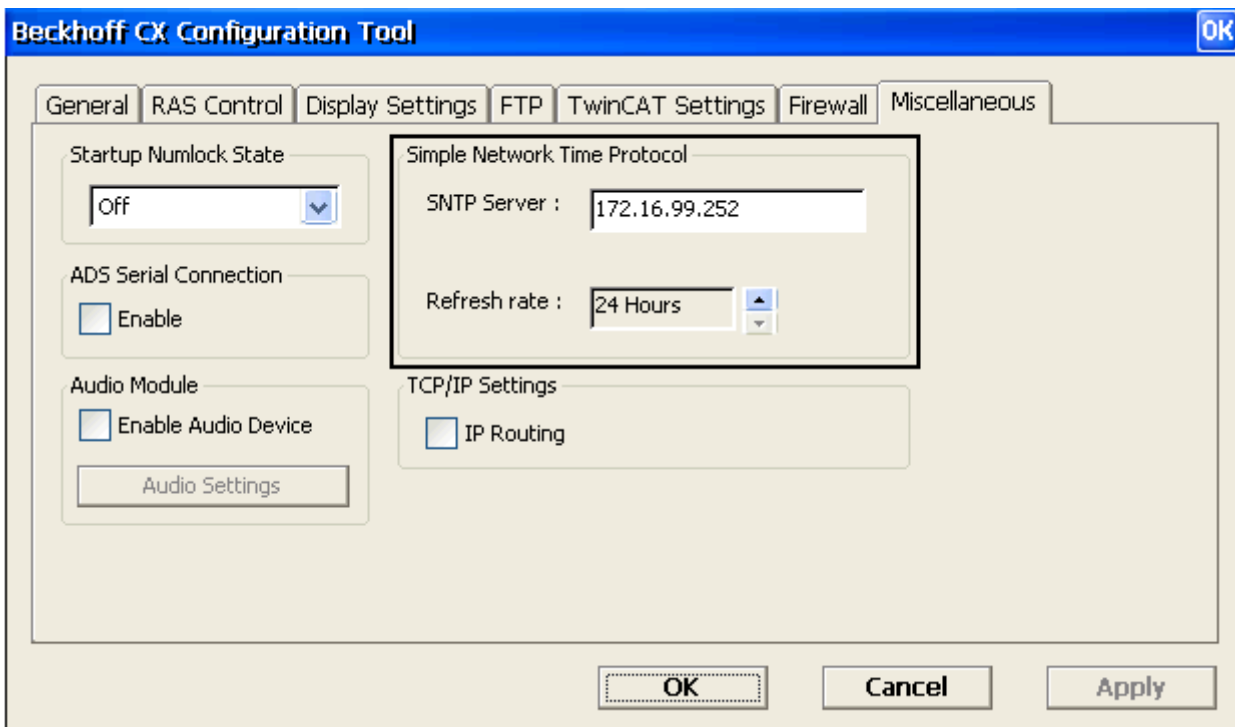 Beckhoff CX Configuration Tool OK
General RAS Control Display Settings FTP TwinCAT Settings Firewall Miscellaneous
Startup Numlock State
Off
ADS Serial Connection
Enable
Audio Module
Enable Audio Device
Audio Settings
Simple Network Time Protocol
SNTP Server : 172.16.99.252
Refresh rate : 24 Hours
TCP/IP Settings
IP Routing
OK Cancel Apply